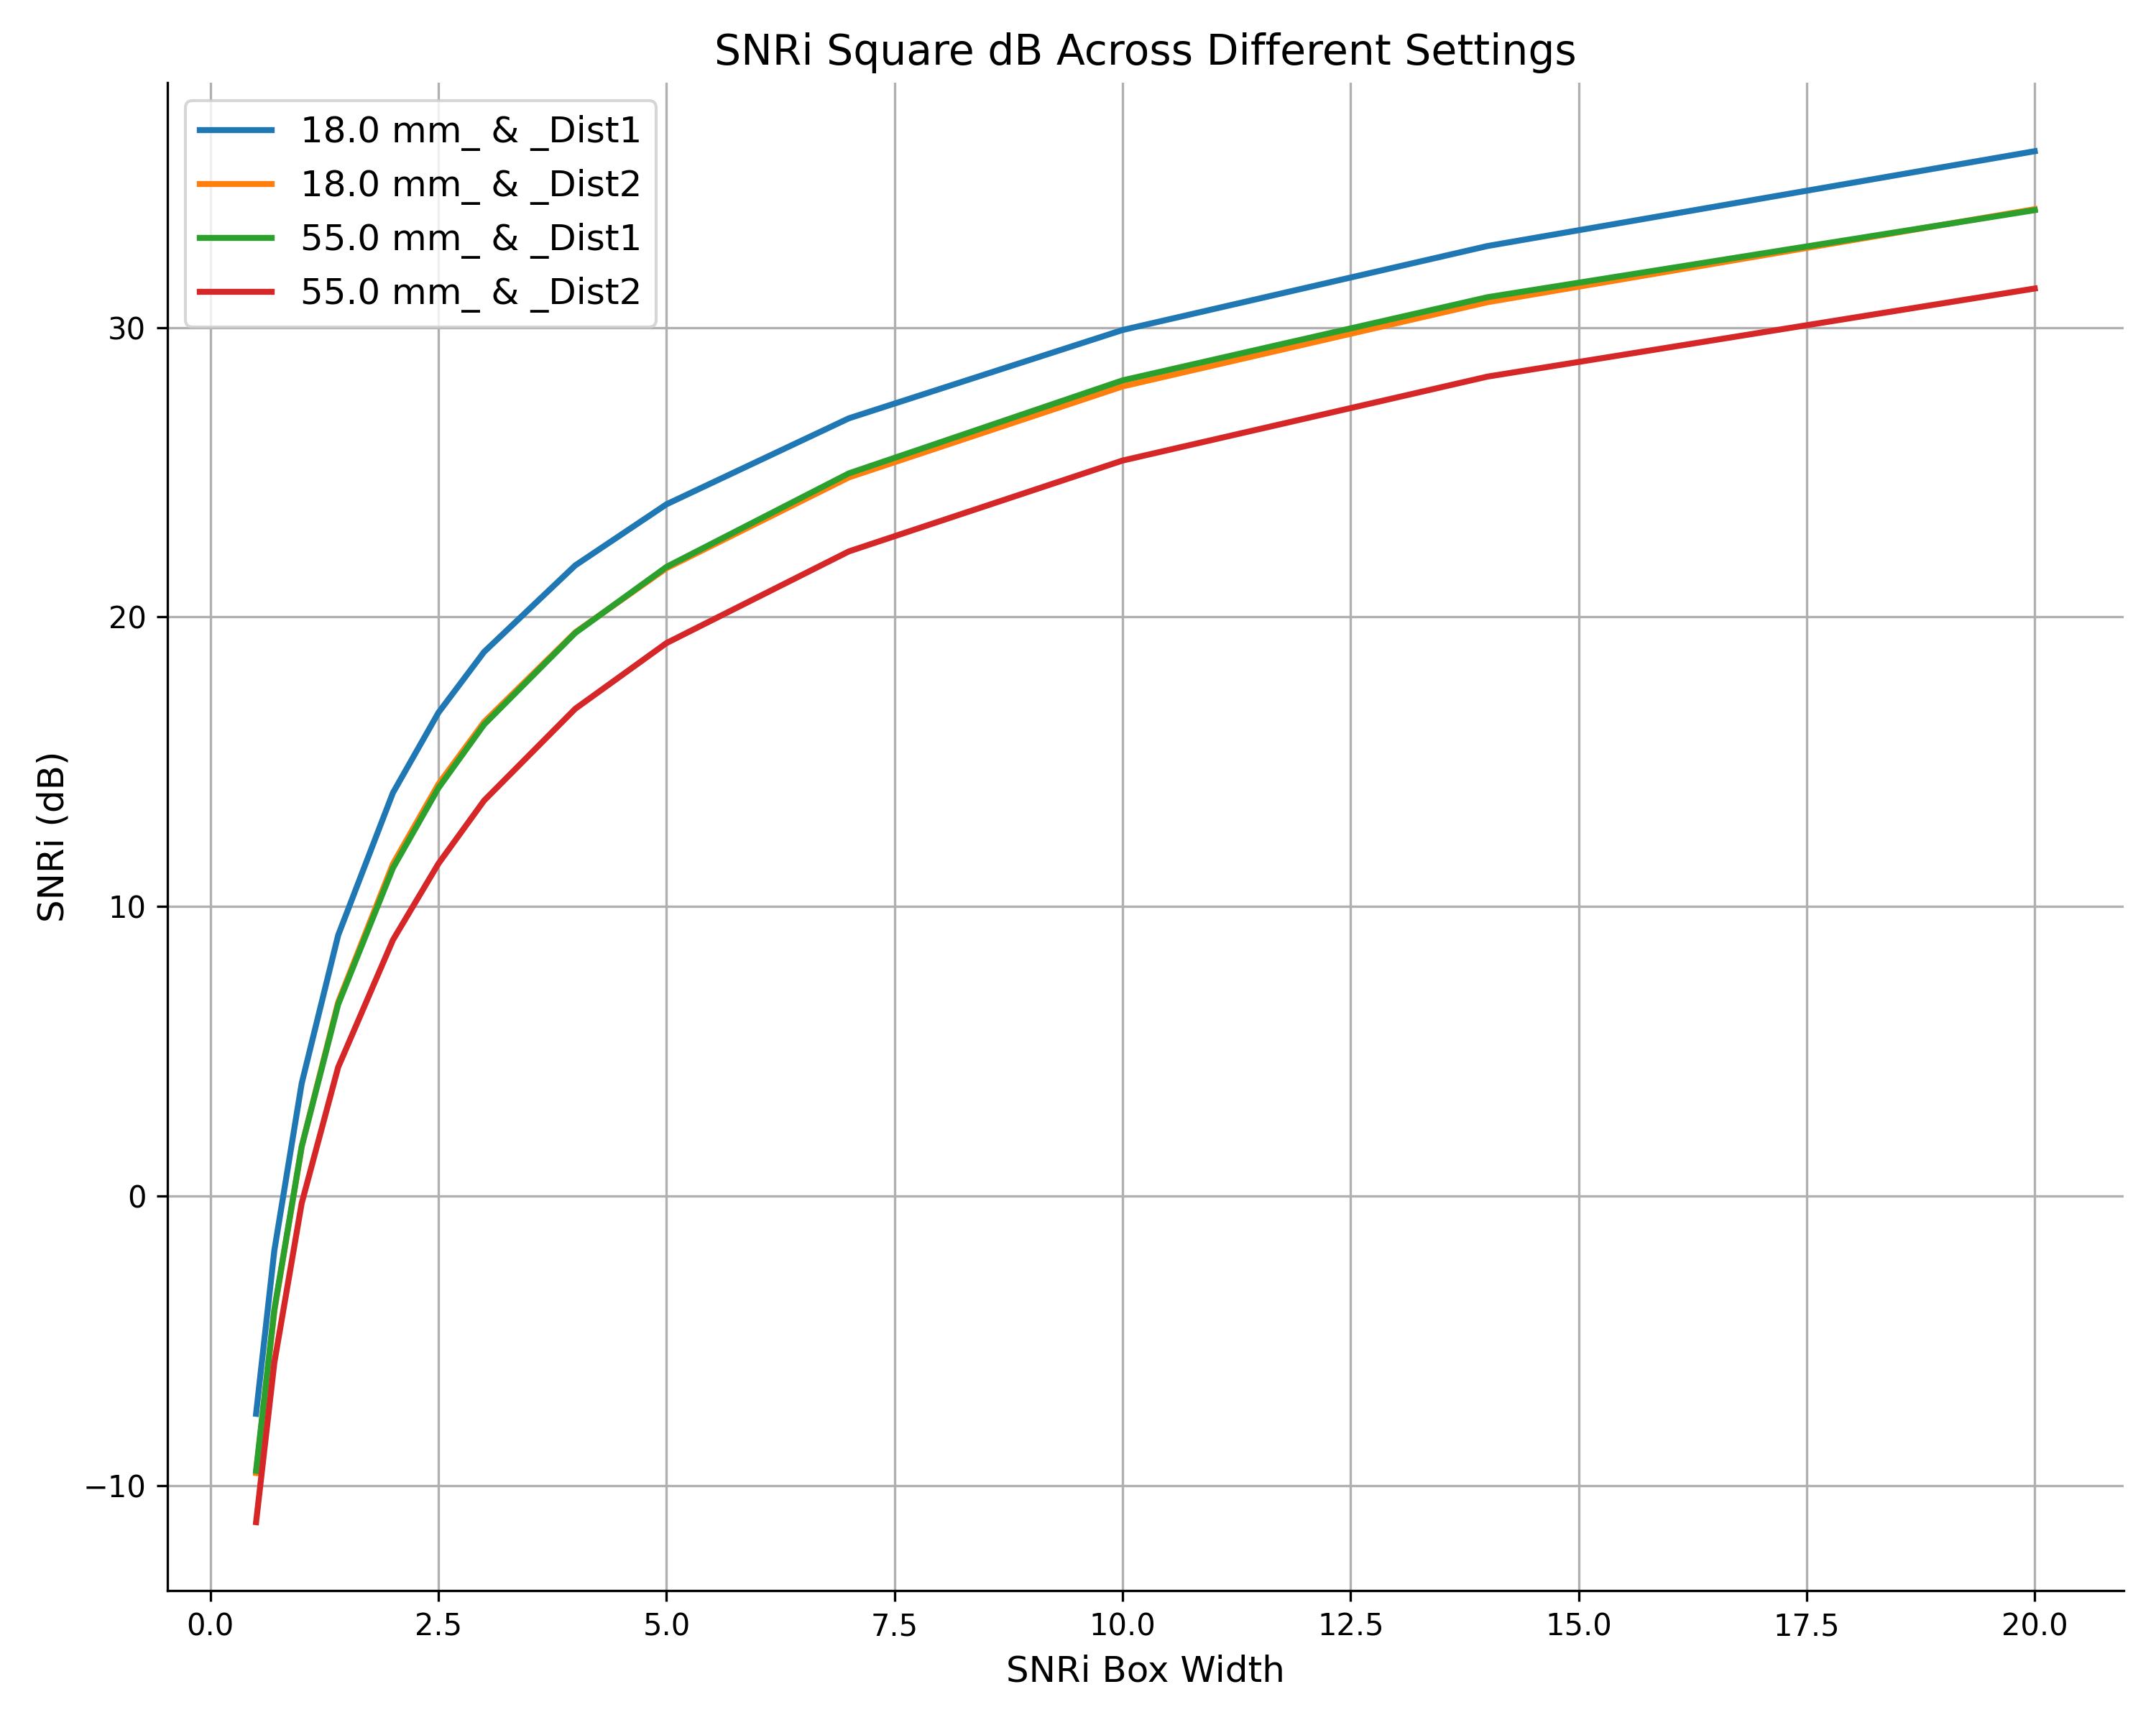 SNRi Square dB Across Different Settings
18.0 mm_ & _Dist1
18.0 mm_ & _Dist2
55.0 mm_ & _Dist1
55.0 mm_ & _Dist2
30
20
10
0
−10
SNRi (dB)
0.0 2.5 5.0 7.5 10.0 12.5 15.0 17.5 20.0
SNRi Box Width